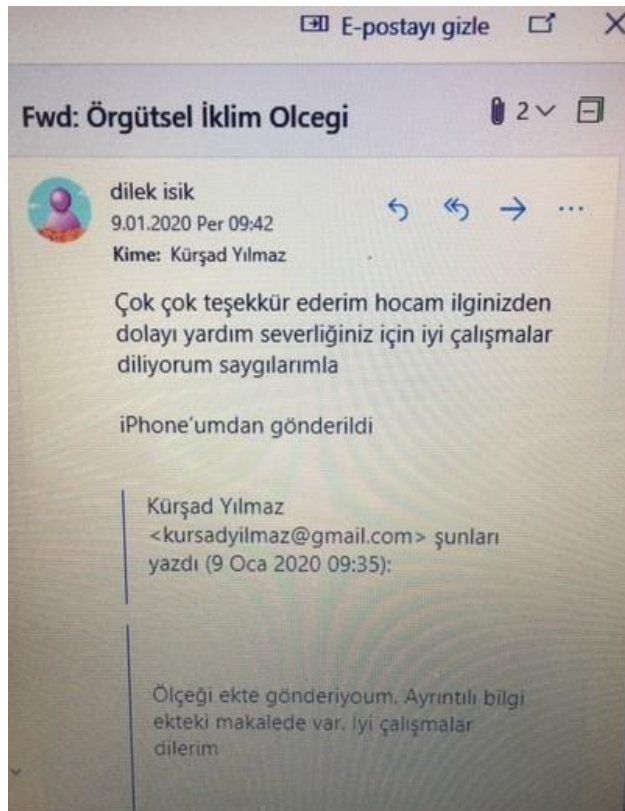 E-postayı gizle
Fwd: Örgütsel İklim Olcegi
2
dilek isik
9.01.2020 Per 09:42
Kime: Kürşad Yılmaz
Çok çok teşekkür ederim hocam ilginizden
dolayı yardım severliğiniz için iyi çalışmalar
diliyorum saygılarımla
iPhone'umdan gönderildi
Kürşad Yılmaz
<kursadyilmaz@gmail.com> şunları
yazdı (9 Oca 2020 09:35):
Ölçeği ekte gönderiyoum. Ayrıntılı bilgi
ekteki makalede var. İyi çalışmalar
dilerim